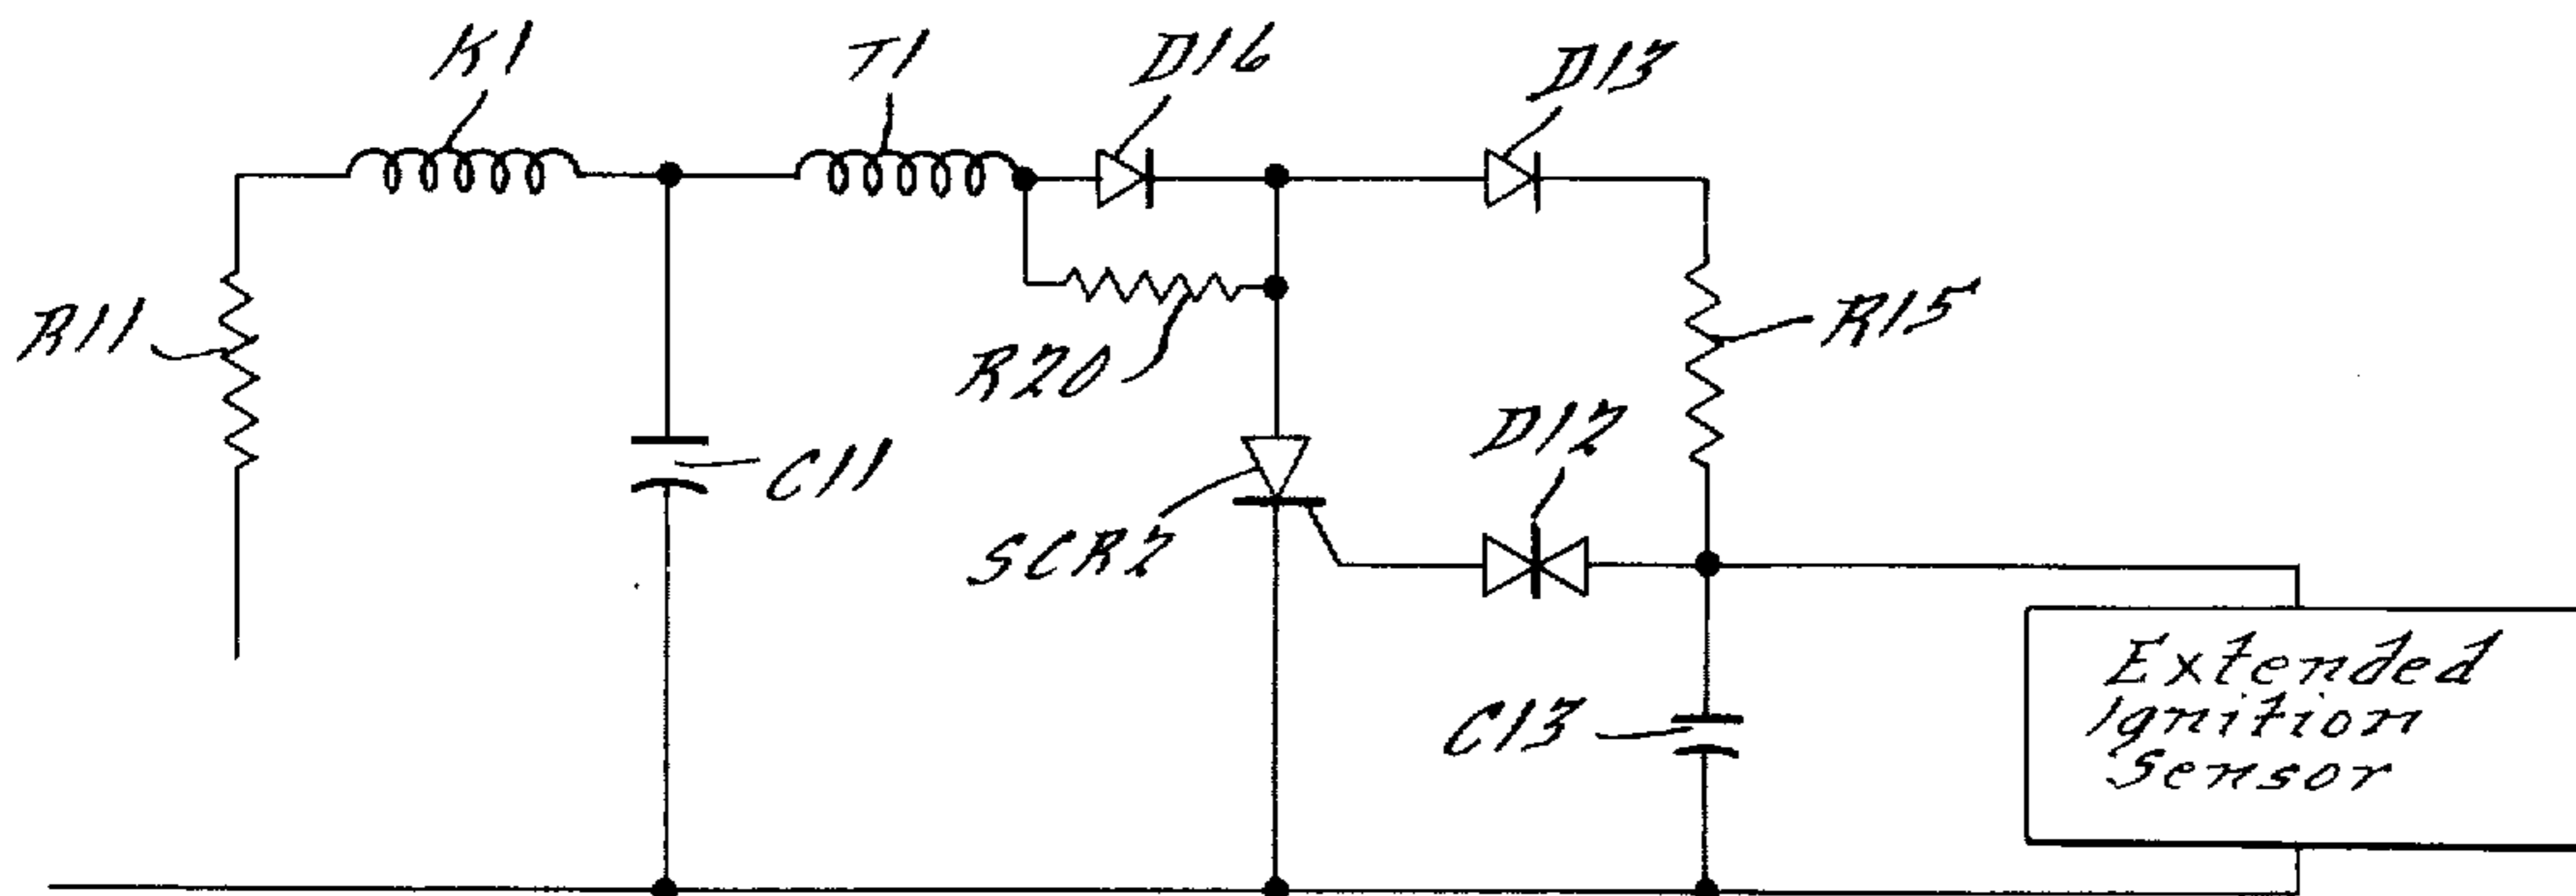 K1
T1
D16
D13
R11
R20
R15
C11
D12
SCR2
C13
Extended
Ignition
Sensor